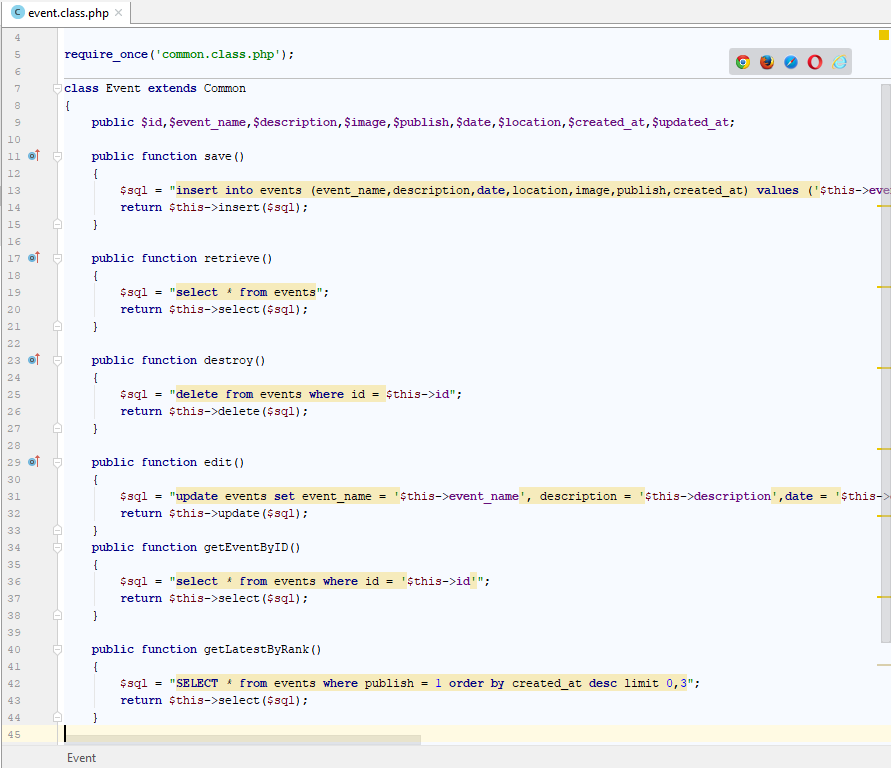 event.class.php
4
5 require_once('common.class.php');
6
7 class Event extends Common
8 {
9 public $id,$event_name,$description,$image,$publish,$date,$location,$created_at,$updated_at;
10
11 public function save()
12 {
13 $sql = "insert into events (event_name,description,date,location,image,publish,created_at) values ('$this->eve
14 return $this->insert($sql);
15 }
16
17 public function retrieve()
18 {
19 $sql = "select * from events";
20 return $this->select($sql);
21 }
22
23 public function destroy()
24 {
25 $sql = "delete from events where id = $this->id";
26 return $this->delete($sql);
27 }
28
29 public function edit()
30 {
31 $sql = "update events set event_name = '$this->event_name', description = '$this->description',date = '$this->
32 return $this->update($sql);
33 }
34 public function getEventByID()
35 {
36 $sql = "select * from events where id = '$this->id'";
37 return $this->select($sql);
38 }
39
40 public function getLatestByRank()
41 {
42 $sql = "SELECT * from events where publish = 1 order by created_at desc limit 0,3";
43 return $this->select($sql);
44 }
45
Event